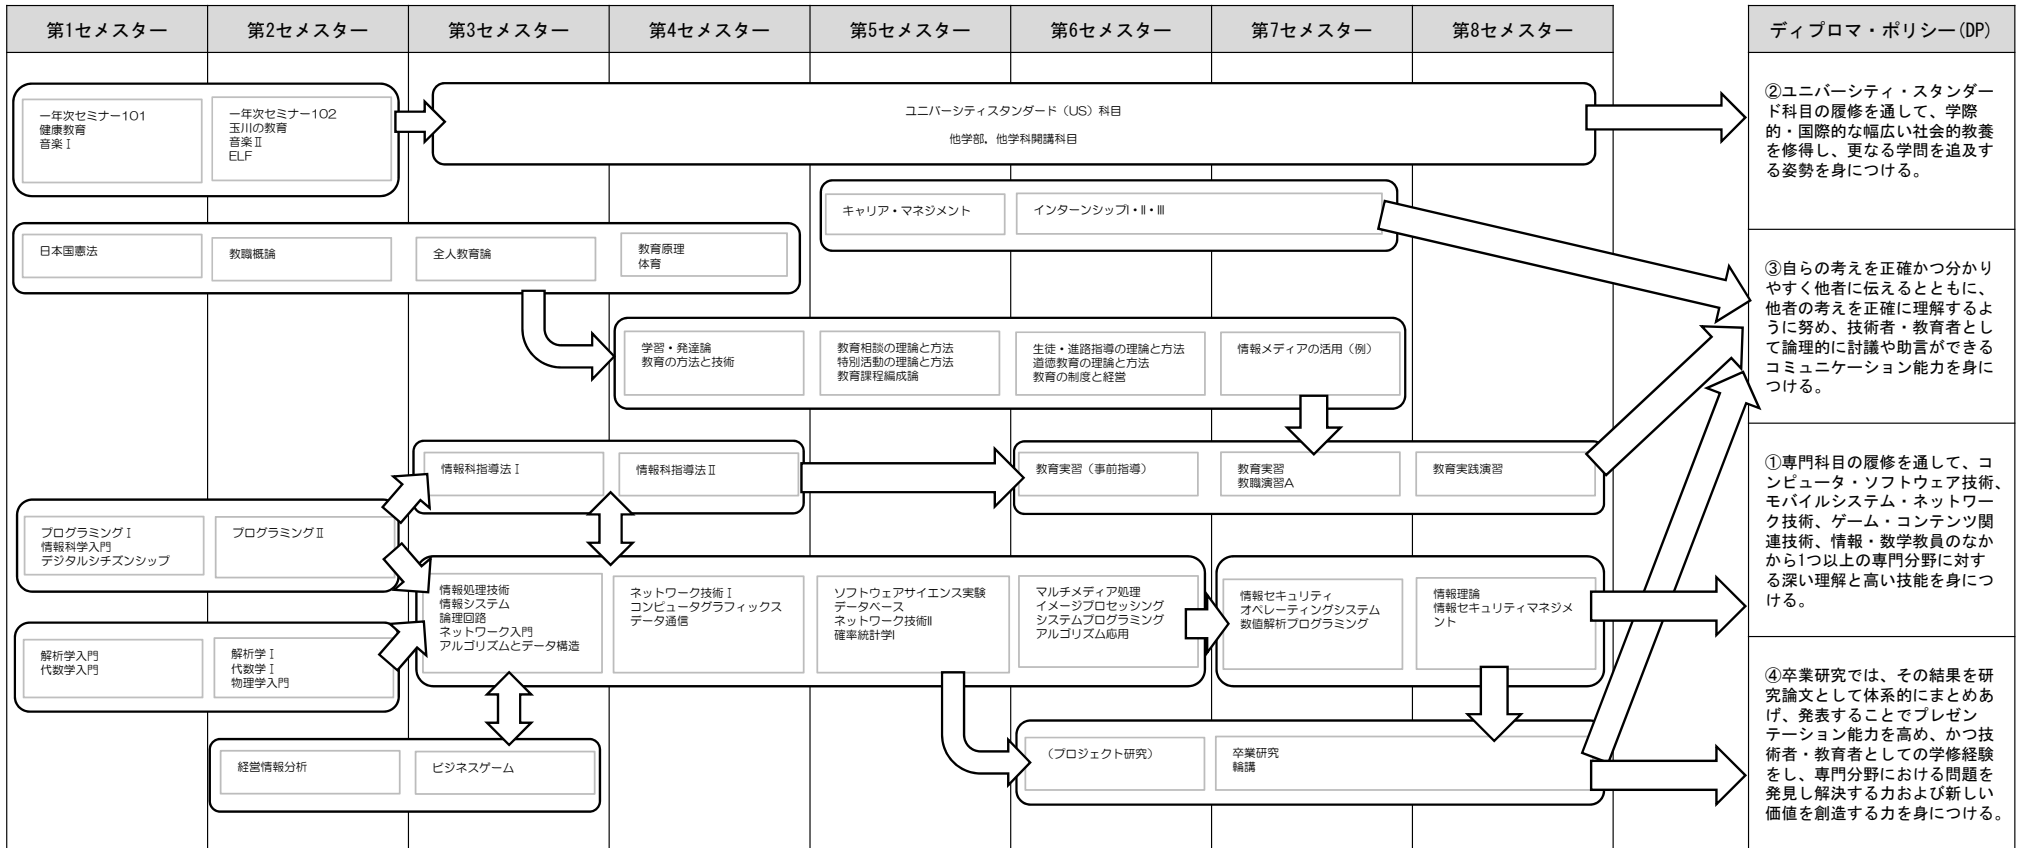 第1セメスター
第2セメスター
第3セメスター
第4セメスター
第5セメスター
第6セメスター
第7セメスター
第8セメスター
ディプロマ・ポリシー(DP)
一年次セミナー101
健康教育
音楽Ⅰ
一年次セミナー102
玉川の教育
音楽Ⅱ
ELF
ユニバーシティスタンダード（US）科目
他学部，他学科開講科目
②ユニバーシティ・スタンダー
ド科目の履修を通して、学際
的・国際的な幅広い社会的教養
を修得し、更なる学問を追及す
る姿勢を身につける。
キャリア・マネジメント
インターンシップⅠ・Ⅱ・Ⅲ
日本国憲法
教職概論
全人教育論
教育原理
体育
③自らの考えを正確かつ分かり
やすく他者に伝えるとともに、
他者の考えを正確に理解するよ
うに努め、技術者・教育者とし
て論理的に討議や助言ができる
コミュニケーション能力を身に
つける。
学習・発達論
教育の方法と技術
教育相談の理論と方法
特別活動の理論と方法
教育課程編成論
生徒・進路指導の理論と方法
道徳教育の理論と方法
教育の制度と経営
情報メディアの活用（例）
情報科指導法Ⅰ
情報科指導法Ⅱ
教育実習（事前指導）
教育実習
教職演習A
教育実践演習
①専門科目の履修を通して、コ
ンピュータ・ソフトウェア技術、
モバイルシステム・ネットワー
ク技術、ゲーム・コンテンツ関
連技術、情報・数学教員のなか
から1つ以上の専門分野に対す
る深い理解と高い技能を身につ
ける。
プログラミングⅠ
情報科学入門
デジタルシチズンシップ
プログラミングⅡ
情報処理技術
情報システム
論理回路
ネットワーク入門
アルゴリズムとデータ構造
ネットワーク技術Ⅰ
コンピュータグラフィックス
データ通信
ソフトウェアサイエンス実験
データベース
ネットワーク技術Ⅱ
確率統計学Ⅰ
マルチメディア処理
イメージプロセッシング
システムプログラミング
アルゴリズム応用
情報セキュリティ
オペレーティングシステム
数値解析プログラミング
情報理論
情報セキュリティマネジメ
ント
解析学入門
代数学入門
解析学Ⅰ
代数学Ⅰ
物理学入門
④卒業研究では、その結果を研
究論文として体系的にまとめあ
げ、発表することでプレゼン
テーション能力を高め、かつ技
術者・教育者としての学修経験
をし、専門分野における問題を
発見し解決する力および新しい
価値を創造する力を身につける。
経営情報分析
ビジネスゲーム
（プロジェクト研究）
卒業研究
輪講